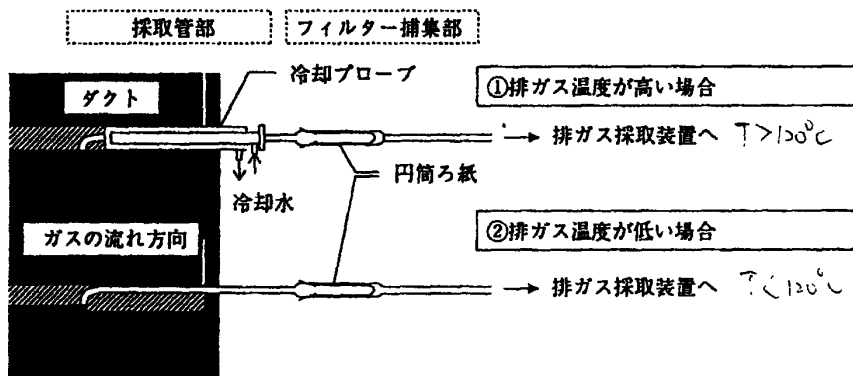 採取管部 フィルター捕集部
冷却プローブ
①排ガス温度が高い場合
ダクト
排ガス採取装置へ T>120℃
円筒ろ紙
冷却水
②排ガス温度が低い場合
ガスの流れ方向
排ガス採取装置へ T<120℃